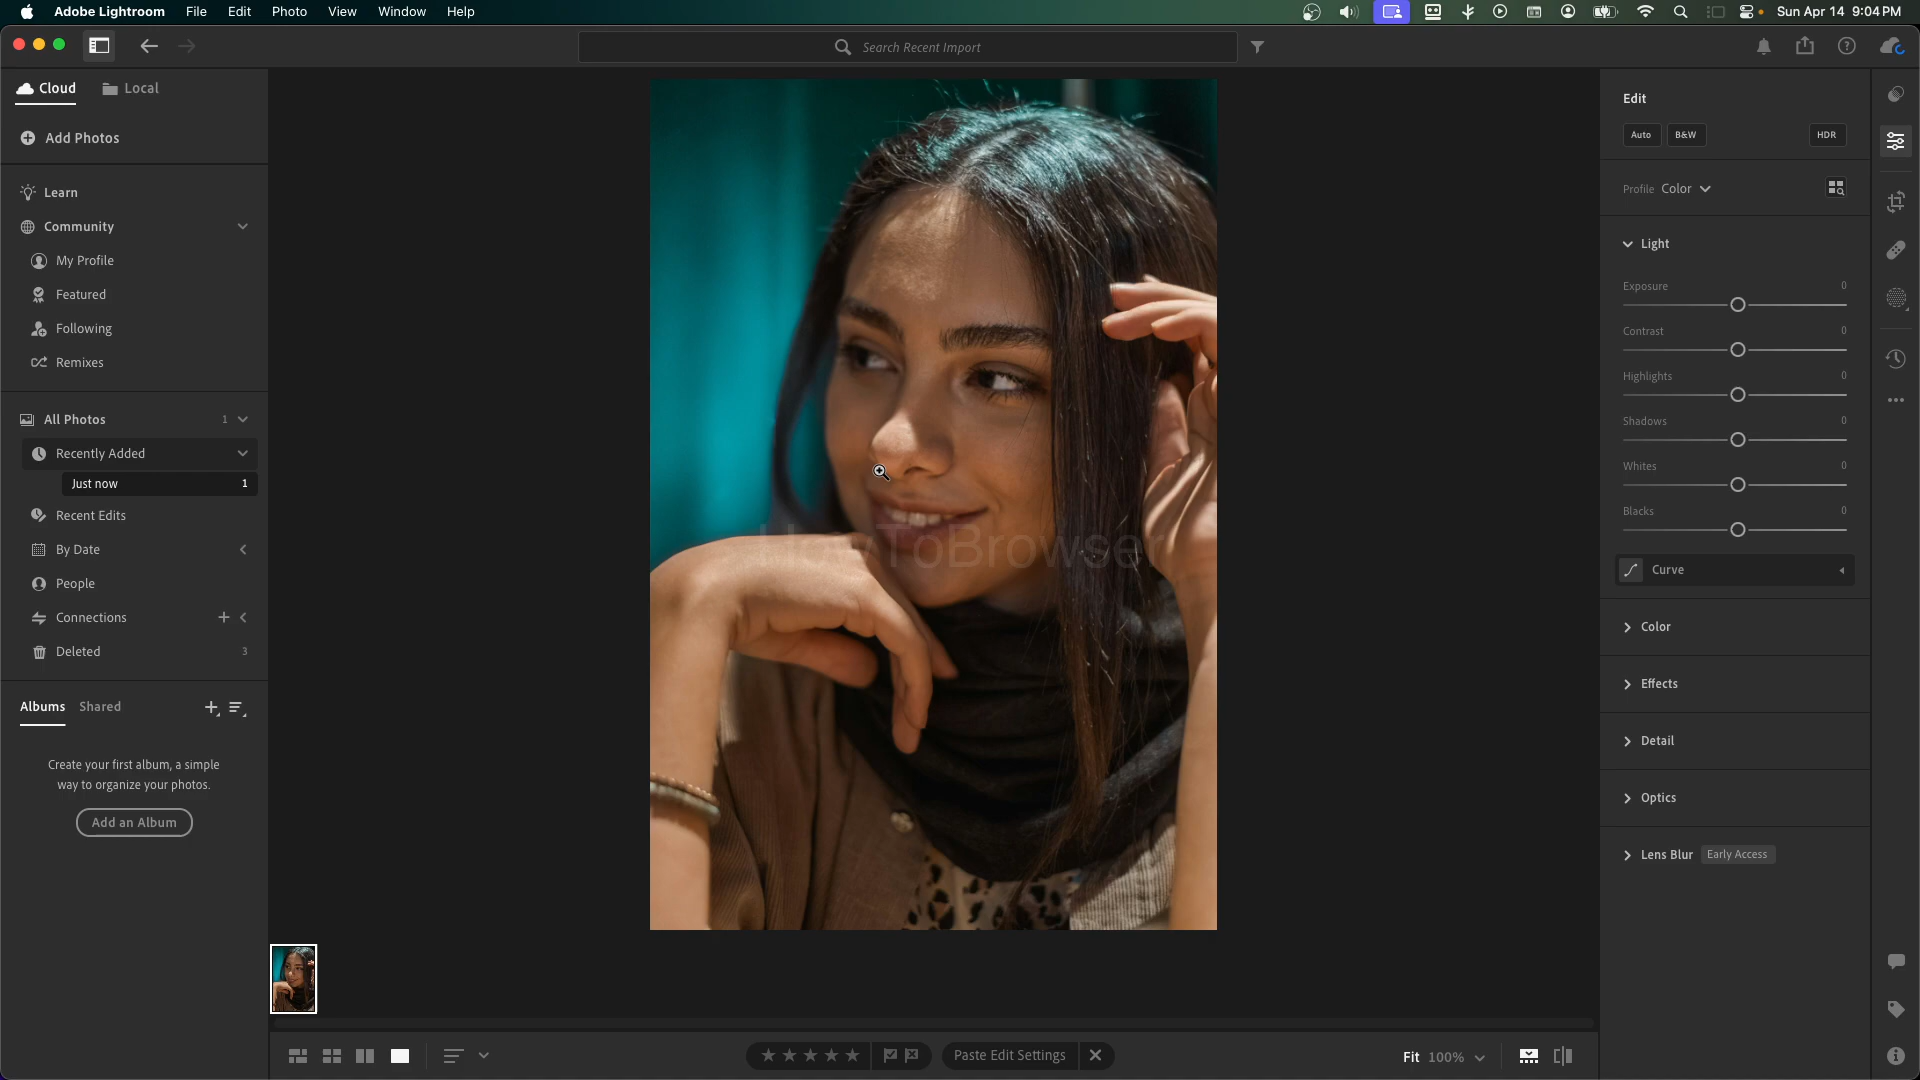 Adobe Lightroom File Edit Photo View Window Help Sun Apr 14 9:04 PM
Search Recent Import
Cloud Local
Add Photos
Learn
Community
My Profile
Featured
Following
Remixes
All Photos 1
Recently Added
Just now 1
Recent Edits
By Date
People
Connections
Deleted 3
Albums Shared
Create your first album, a simple
way to organize your photos.
Add an Album
HowToBrowser
Edit
Auto B&W HDR
Profile Color
Light
Exposure 0
Contrast 0
Highlights 0
Shadows 0
Whites 0
Blacks 0
Curve
Color
Effects
Detail
Optics
Lens Blur Early Access
Paste Edit Settings
Fit 100%